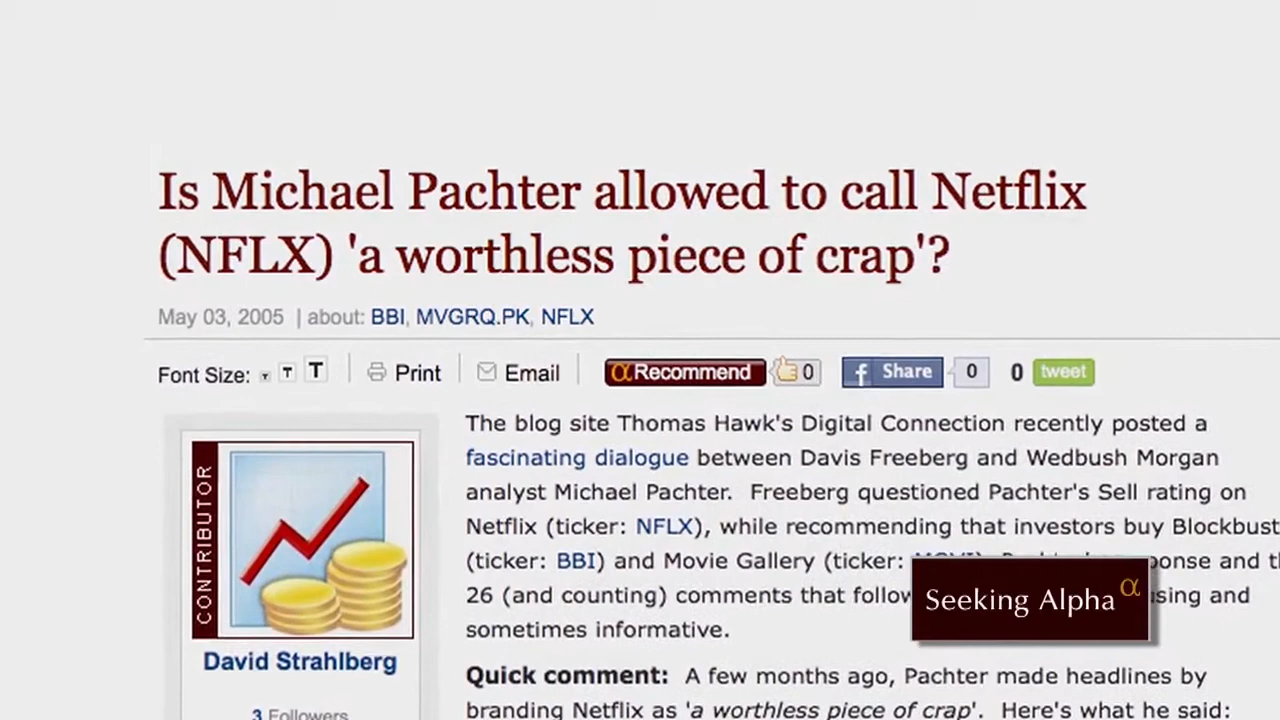 Is Michael Pachter allowed to call Netflix
(NFLX) 'a worthless piece of crap'?
May 03, 2005 | about: BBI, MVGRQ.PK, NFLX
Font Size: T T T Print Email αRecommend 0 Share 0 0 tweet
The blog site Thomas Hawk's Digital Connection recently posted a
fascinating dialogue between Davis Freeberg and Wedbush Morgan
analyst Michael Pachter. Freeberg questioned Pachter's Sell rating on
Netflix (ticker: NFLX), while recommending that investors buy Blockbust
(ticker: BBI) and Movie Gallery (ticker:
26 (and counting) comments that follow
sometimes informative.
Quick comment: A few months ago, Pachter made headlines by
branding Netflix as 'a worthless piece of crap'. Here's what he said:
CONTRIBUTOR
David Strahlberg
3 Followers
Seeking Alpha α